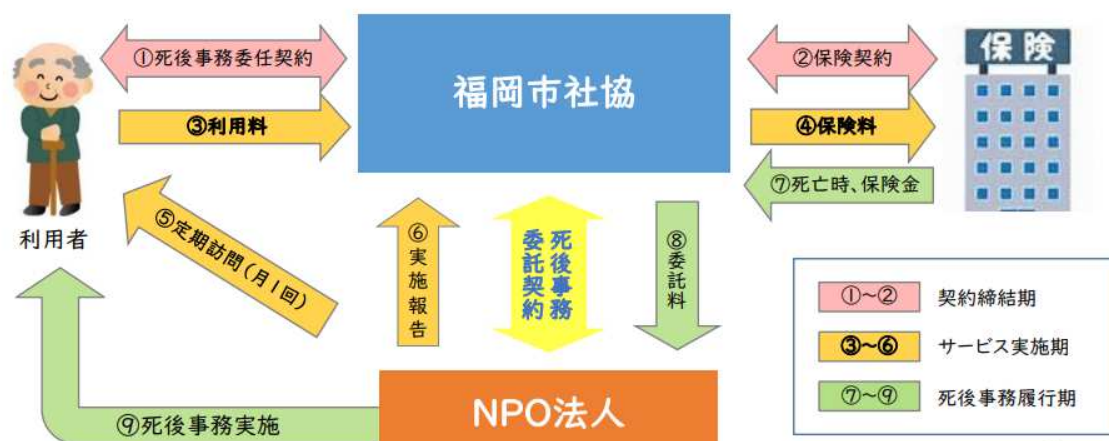 ①死後事務委任契約
福岡市社協
②保険契約
保険
③利用料
④保険料
⑦死亡時、保険金
利用者
⑤定期訪問(月1回)
⑥実施報告
死後事務
委託契約
⑧委託料
①~② 契約締結期
③~⑥ サービス実施期
⑦~⑨ 死後事務履行期
⑨死後事務実施
NPO法人